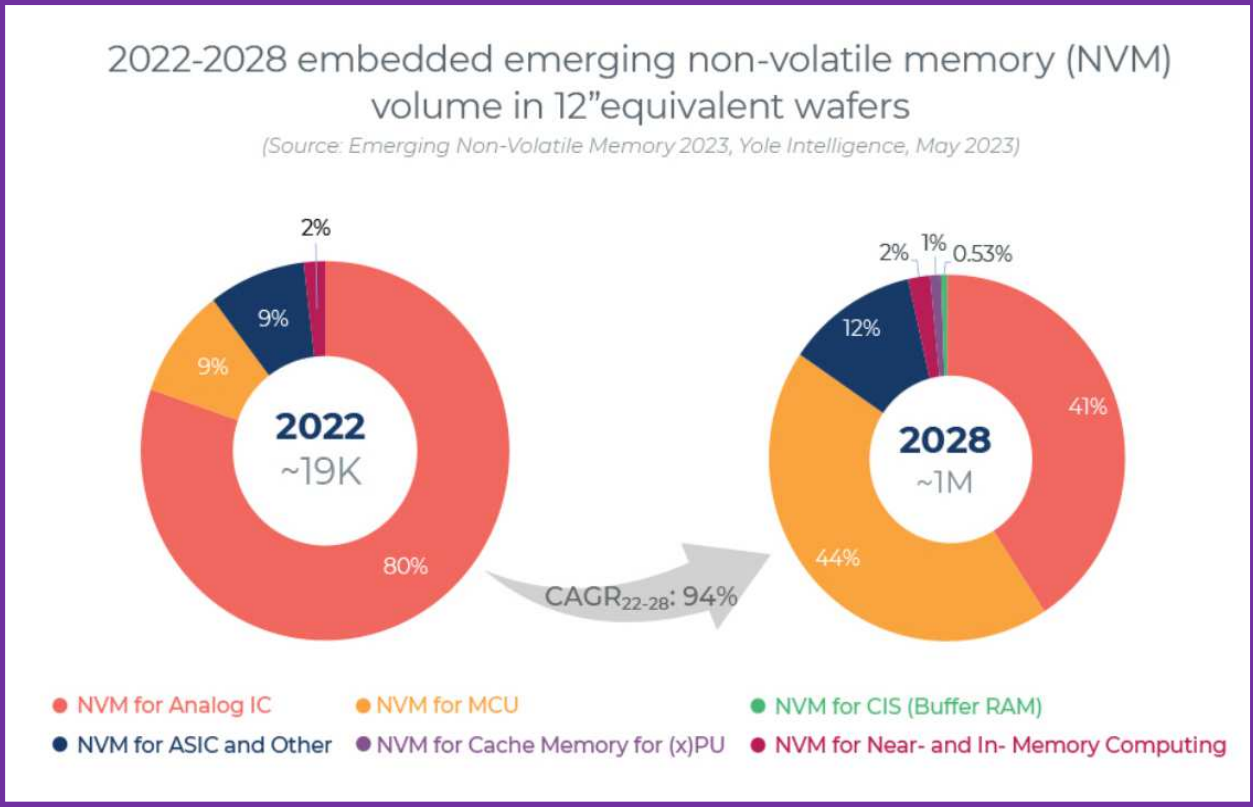 2022-2028 embedded emerging non-volatile memory (NVM)
volume in 12”equivalent wafers
(Source: Emerging Non-Volatile Memory 2023, Yole Intelligence, May 2023)
2%
9%
9%
2022
~19K
80%
2%
1%
0.53%
12%
41%
2028
~1M
44%
CAGR22-28: 94%
NVM for Analog IC
NVM for MCU
NVM for CIS (Buffer RAM)
NVM for ASIC and Other
NVM for Cache Memory for (x)PU
NVM for Near- and In- Memory Computing